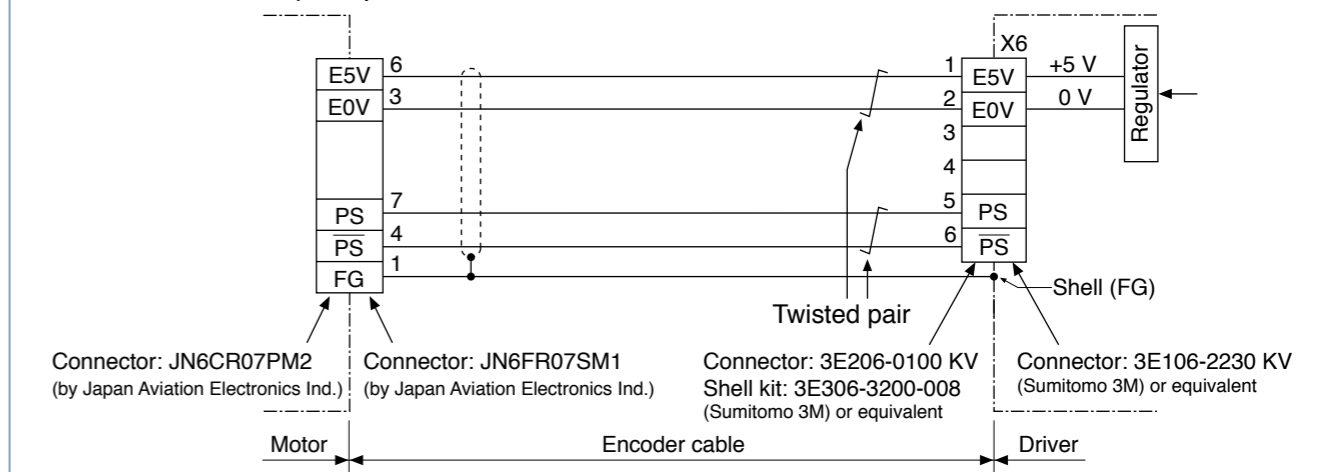 X6
E5V 6 1 E5V +5 V
E0V 3 2 E0V 0 V
Regulator
3
4
PS 7 5 PS
PS 4 6 PS
FG 1
Shell (FG)
Twisted pair
Connector: JN6CR07PM2
(by Japan Aviation Electronics Ind.)
Connector: JN6FR07SM1
(by Japan Aviation Electronics Ind.)
Connector: 3E206-0100 KV
Shell kit: 3E306-3200-008
(Sumitomo 3M) or equivalent
Connector: 3E106-2230 KV
(Sumitomo 3M) or equivalent
Motor
Encoder cable
Driver